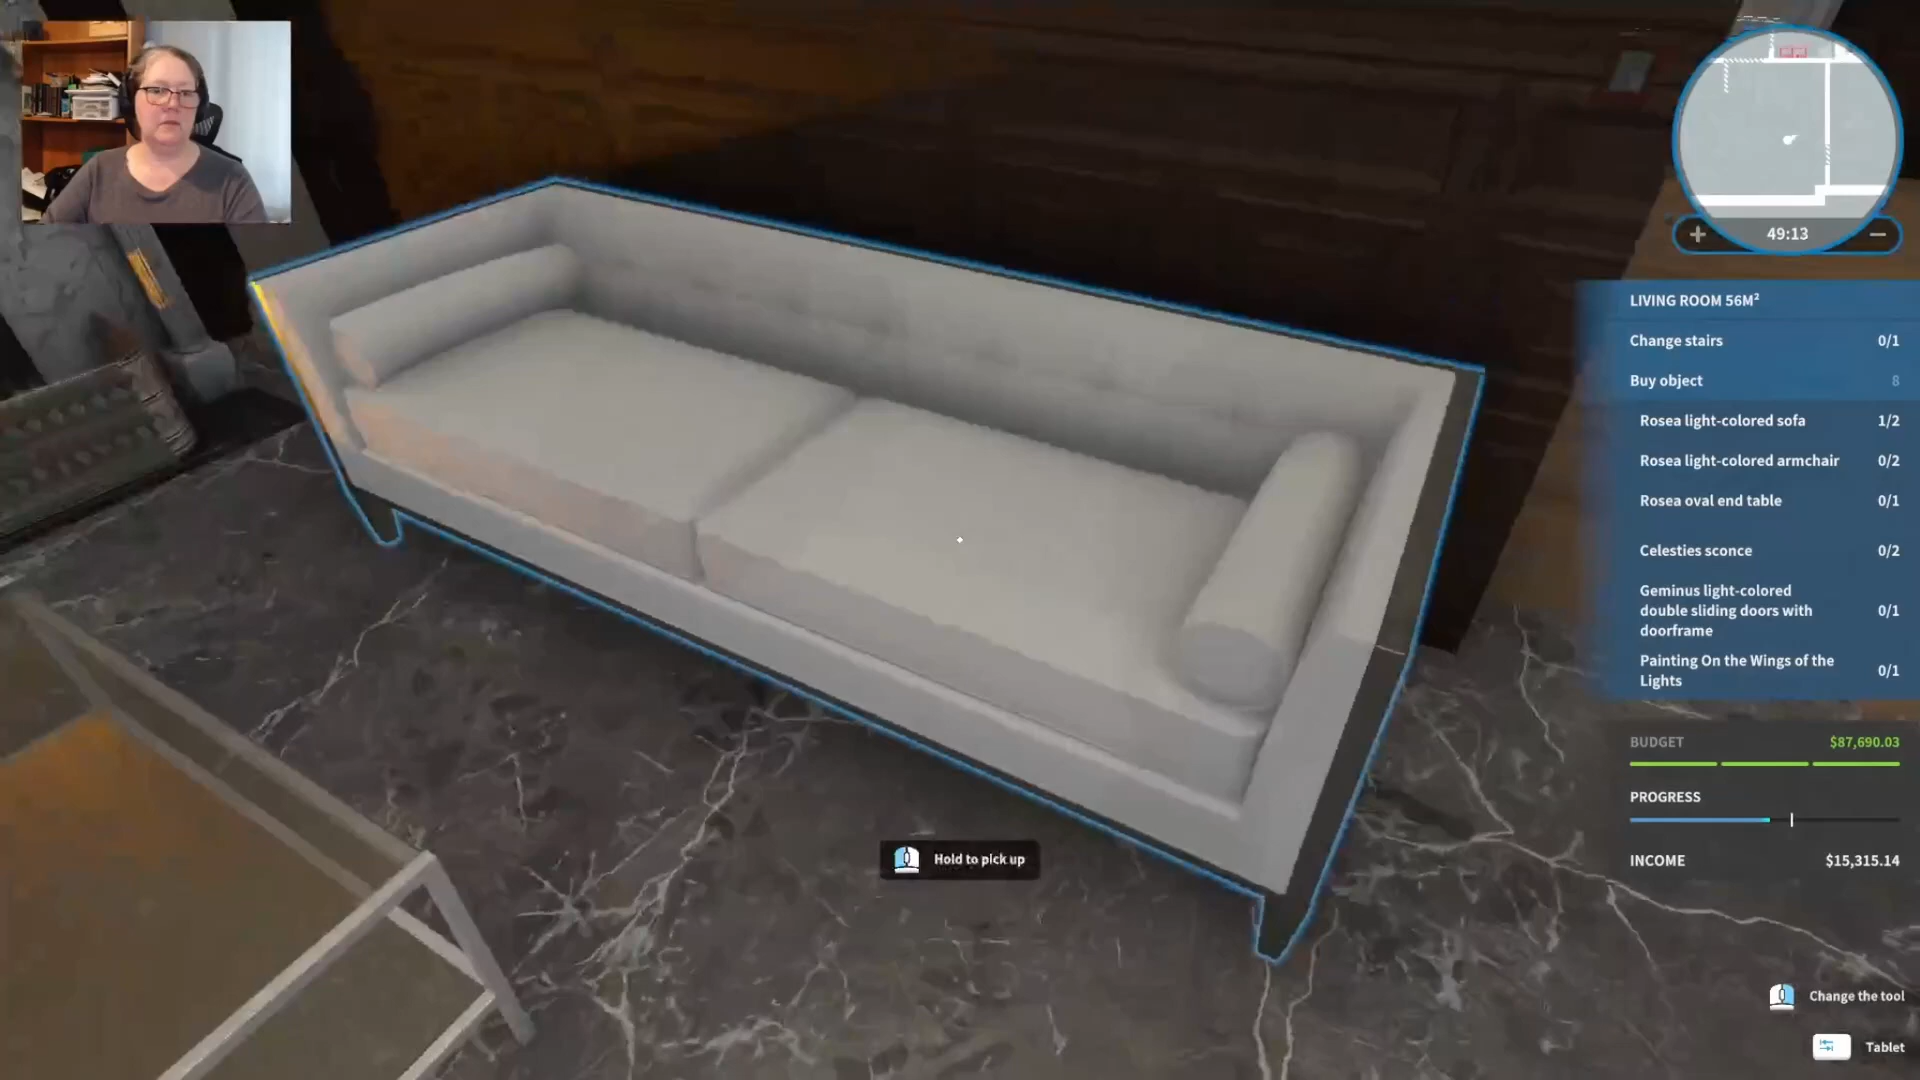 49:13
LIVING ROOM 56M²
Change stairs 0/1
Buy object 8
Rosea light-colored sofa 1/2
Rosea light-colored armchair 0/2
Rosea oval end table 0/1
Celesties sconce 0/2
Geminus light-colored
double sliding doors with 0/1
doorframe
Painting On the Wings of the
Lights 0/1
BUDGET $87,690.03
PROGRESS
Hold to pick up
INCOME $15,315.14
Change the tool
Tablet